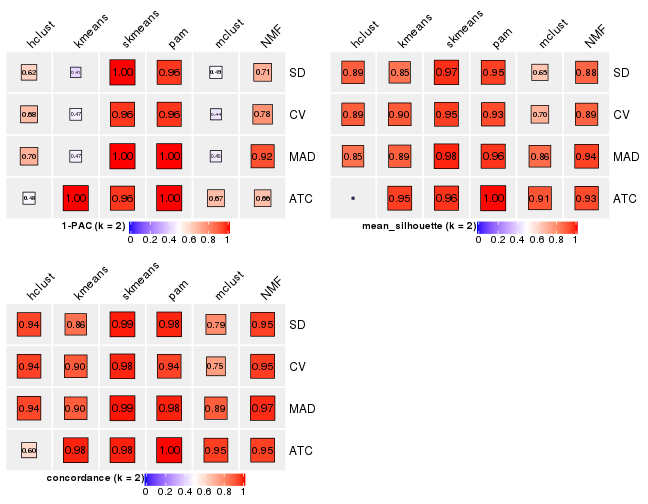 hclust kmeans skmeans pam mclust NMF
0.62 1.00 0.96 0.49 0.71 SD
0.68 0.47 0.96 0.96 0.44 0.78 CV
0.70 0.47 1.00 1.00 0.45 0.92 MAD
0.48 1.00 0.96 1.00 0.67 0.66 ATC
1-PAC (k = 2) 0 0.2 0.4 0.6 0.8 1
hclust kmeans skmeans pam mclust NMF
0.89 0.85 0.97 0.95 0.65 0.88 SD
0.89 0.90 0.95 0.93 0.70 0.89 CV
0.85 0.89 0.98 0.96 0.86 0.94 MAD
0.95 0.96 1.00 0.91 0.93 ATC
mean_silhouette (k = 2) 0 0.2 0.4 0.6 0.8 1
hclust kmeans skmeans pam mclust NMF
0.94 0.86 0.99 0.98 0.79 0.95 SD
0.94 0.90 0.98 0.94 0.75 0.95 CV
0.94 0.90 0.99 0.98 0.89 0.97 MAD
0.60 0.98 0.98 1.00 0.95 0.95 ATC
concordance (k = 2) 0 0.2 0.4 0.6 0.8 1